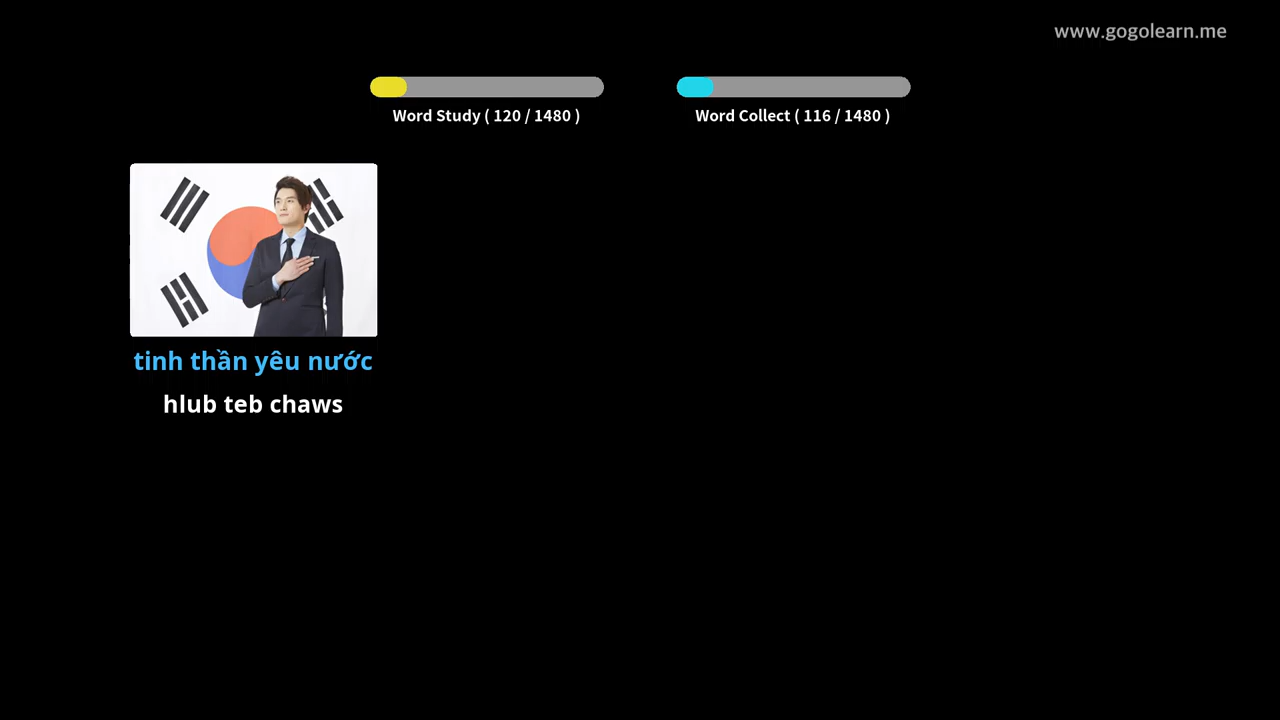 www.gogolearn.me
Word Study ( 120 / 1480 )
Word Collect ( 116 / 1480 )
tinh thần yêu nước
hlub teb chaws